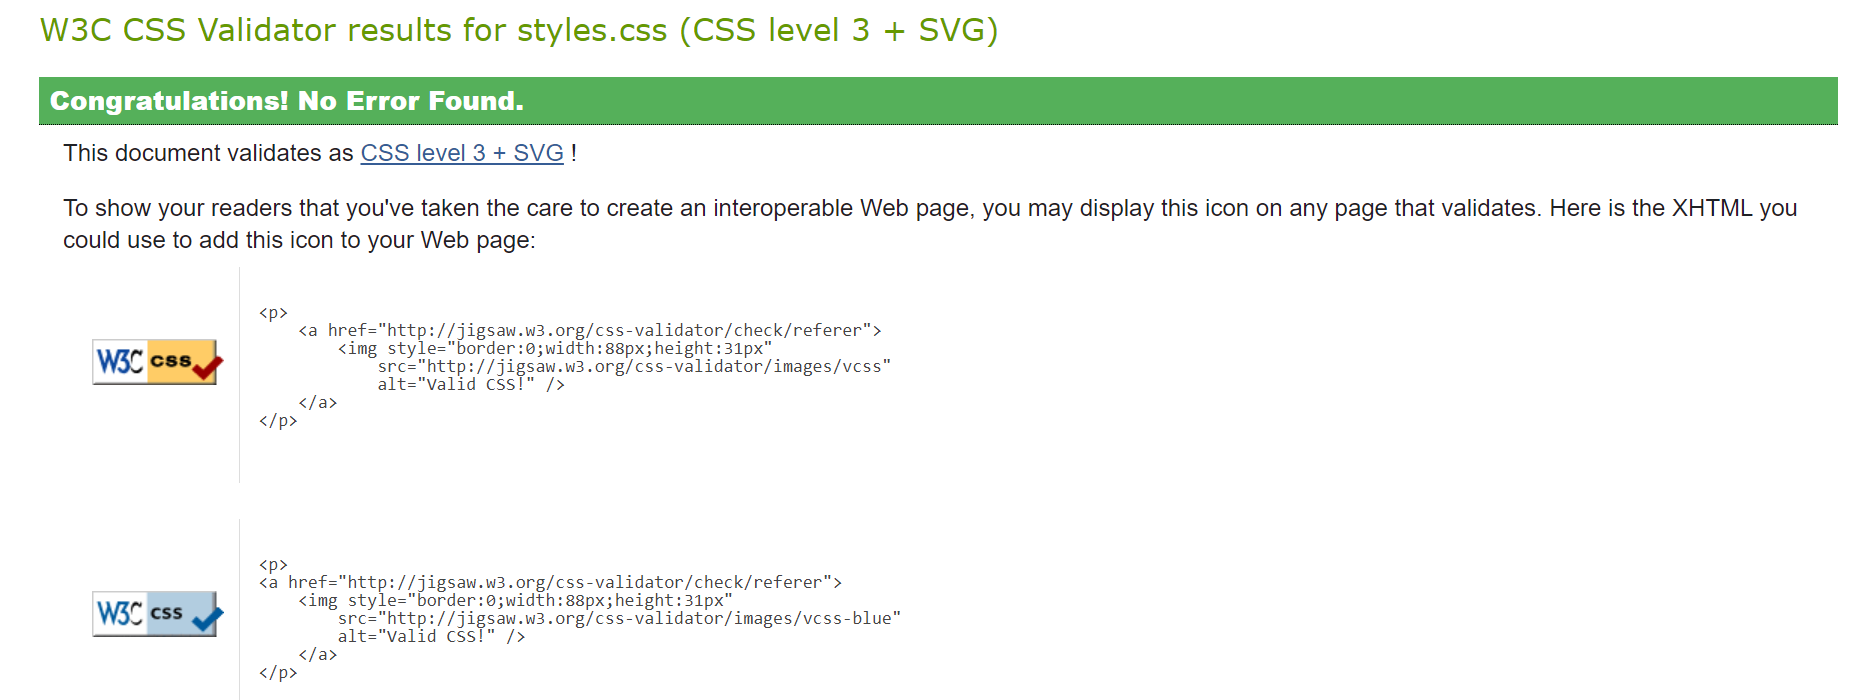 W3C CSS Validator results for styles.css (CSS level 3 + SVG)
Congratulations! No Error Found.
This document validates as CSS level 3 + SVG !
To show your readers that you've taken the care to create an interoperable Web page, you may display this icon on any page that validates. Here is the XHTML you
could use to add this icon to your Web page:
<p>
    <a href="http://jigsaw.w3.org/css-validator/check/referer">
        <img style="border:0;width:88px;height:31px"
W3C css
            src="http://jigsaw.w3.org/css-validator/images/vcss"
            alt="Valid CSS!" />
    </a>
</p>
<p>
<a href="http://jigsaw.w3.org/css-validator/check/referer">
    <img style="border:0;width:88px;height:31px"
W3C css
        src="http://jigsaw.w3.org/css-validator/images/vcss-blue"
        alt="Valid CSS!" />
    </a>
</p>